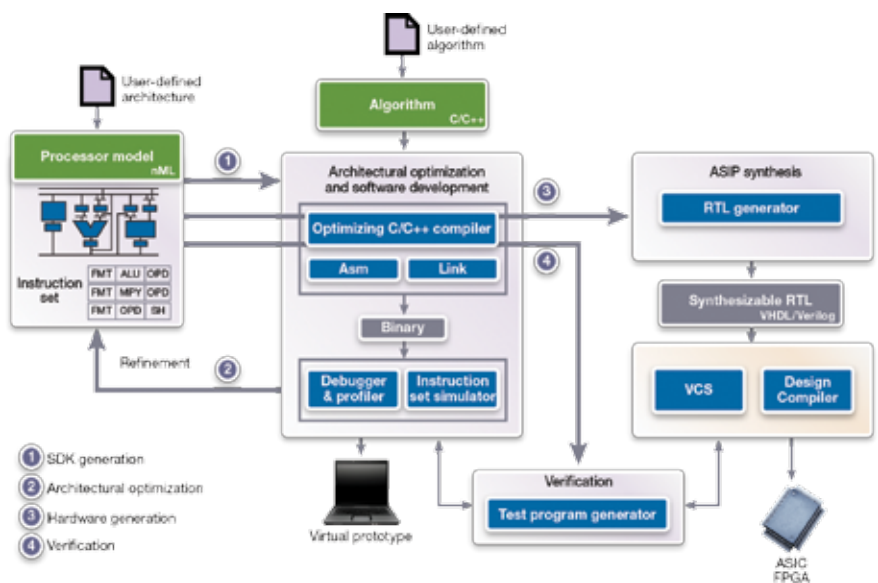 User-defined
algorithm
User-defined
architecture
Algorithm
C/C++
Processor model
nML
1
Architectural optimization
and software development
3
ASIP synthesis
RTL generator
Optimizing C/C++ compiler
4
Asm
Link
Instruction
set
FMT ALU OPD
FMT MPY OPD
FMT OPD SH
Synthesizable RTL
VHDL/Verilog
Binary
Refinement
2
Debugger
& profiler
Instruction
set simulator
VCS
Design
Compiler
1 SDK generation
2 Architectural optimization
3 Hardware generation
4 Verification
Virtual prototype
Verification
Test program generator
ASIC
FPGA